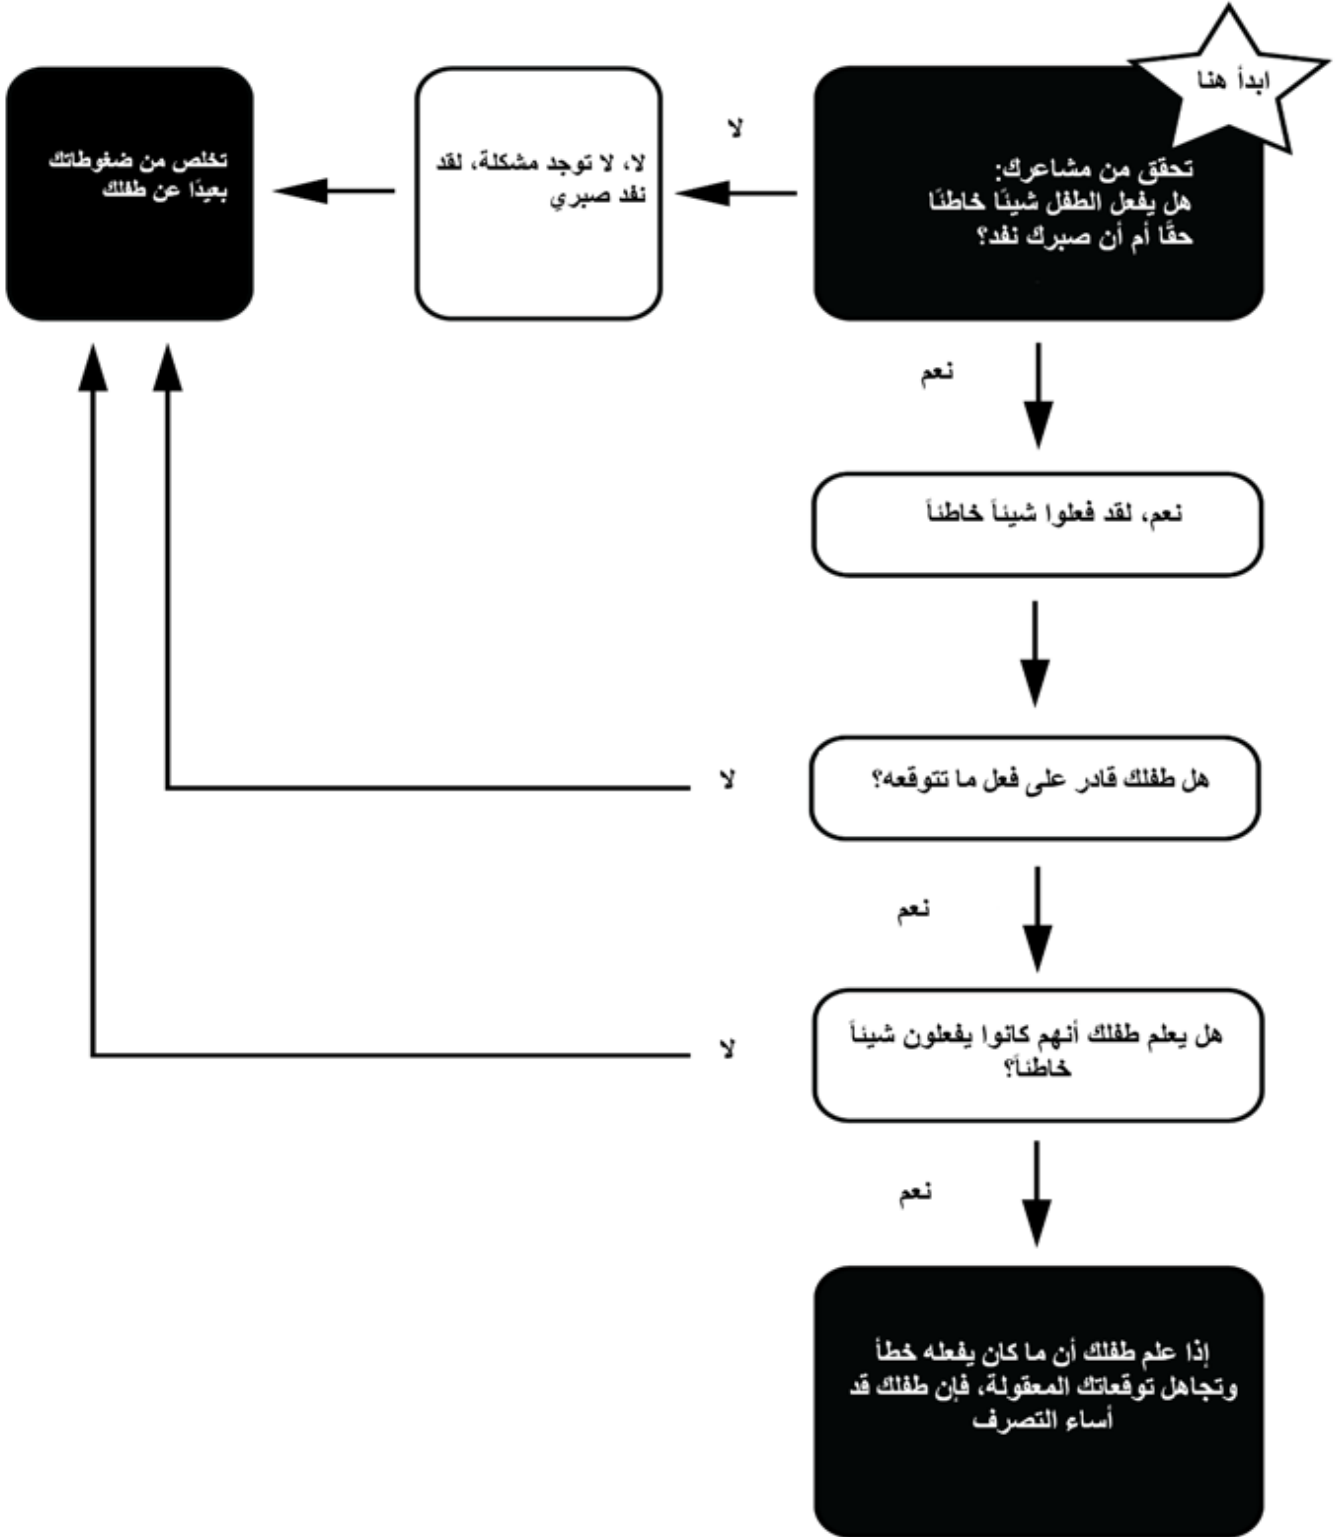 ابدأ هنا
تحقق من مشاعرك:
هل يفعل الطفل شيئًا خاطئًا
حقًا أم أن صبرك نفد؟
لا
لا، لا توجد مشكلة، لقد
نفد صبري
تخلص من ضغوطاتك
بعيدًا عن طفلك
نعم
نعم، لقد فعلوا شيئاً خاطئاً
هل طفلك قادر على فعل ما تتوقعه؟
لا
نعم
هل يعلم طفلك أنهم كانوا يفعلون شيئاً
خاطئاً؟
لا
نعم
إذا علم طفلك أن ما كان يفعله خطأ
وتجاهل توقعاتك المعقولة، فإن طفلك قد
أساء التصرف